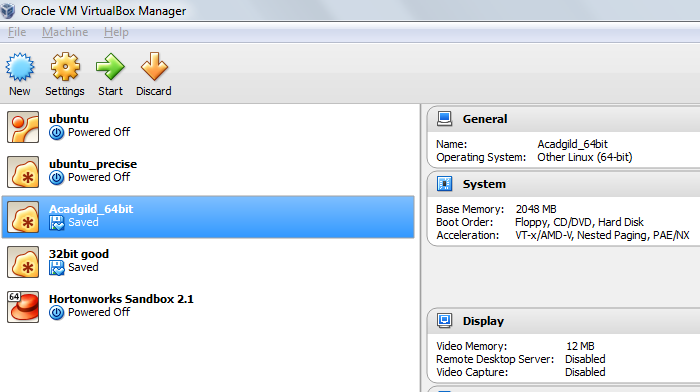 Oracle VM VirtualBox Manager
File Machine Help
New Settings Start Discard
ubuntu
Powered Off
ubuntu_precise
Powered Off
Acadgild_64bit
Saved
32bit good
Saved
64 Hortonworks Sandbox 2.1
Powered Off
General
Name: Acadgild_64bit
Operating System: Other Linux (64-bit)
System
Base Memory: 2048 MB
Boot Order: Floppy, CD/DVD, Hard Disk
Acceleration: VT-x/AMD-V, Nested Paging, PAE/NX
Display
Video Memory: 12 MB
Remote Desktop Server: Disabled
Video Capture: Disabled